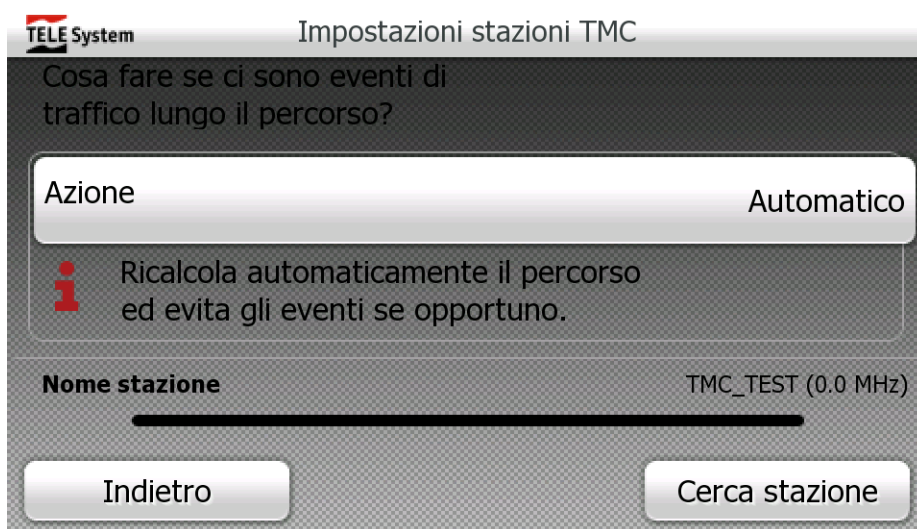 TELE System
Impostazioni stazioni TMC
Cosa fare se ci sono eventi di
traffico lungo il percorso?
Azione
Automatico
Ricalcola automaticamente il percorso
ed evita gli eventi se opportuno.
Nome stazione
TMC_TEST (0.0 MHz)
Indietro
Cerca stazione